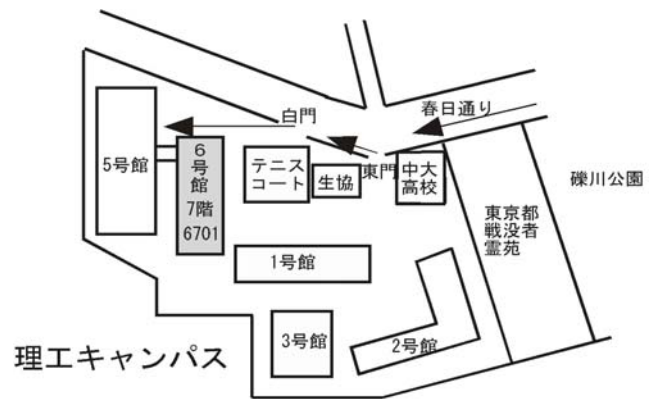 春日通り
白門
東門
5号館
6
号
館
7階
6701
テニス
コート
生協
中大
高校
礫川公園
東京都
戦没者
霊苑
1号館
3号館
2号館
理工キャンパス